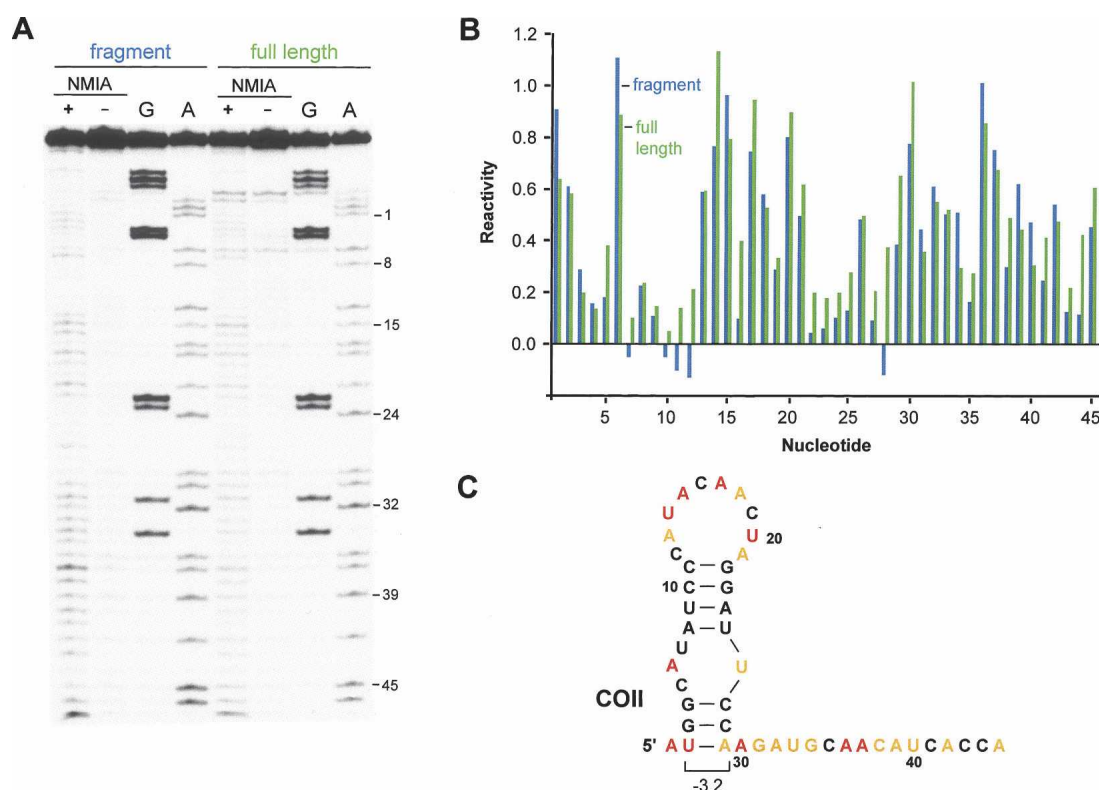 A
fragment full length
NMIA NMIA
+ – G A + – G A
1
8
15
24
32
39
45
B
1.2
1.0
0.8
0.6
0.4
0.2
0.0
Reactivity
fragment
full
length
5 10 15 20 25 30 35 40 45
Nucleotide
C
C A
A A
U C
A U 20
C A
C – G
10 C – G
U – A
A – U
U
A U
C
G – C
COII G – C
5' A U – A A G A U G C A A C A U C A C C A
30 40
-3.2